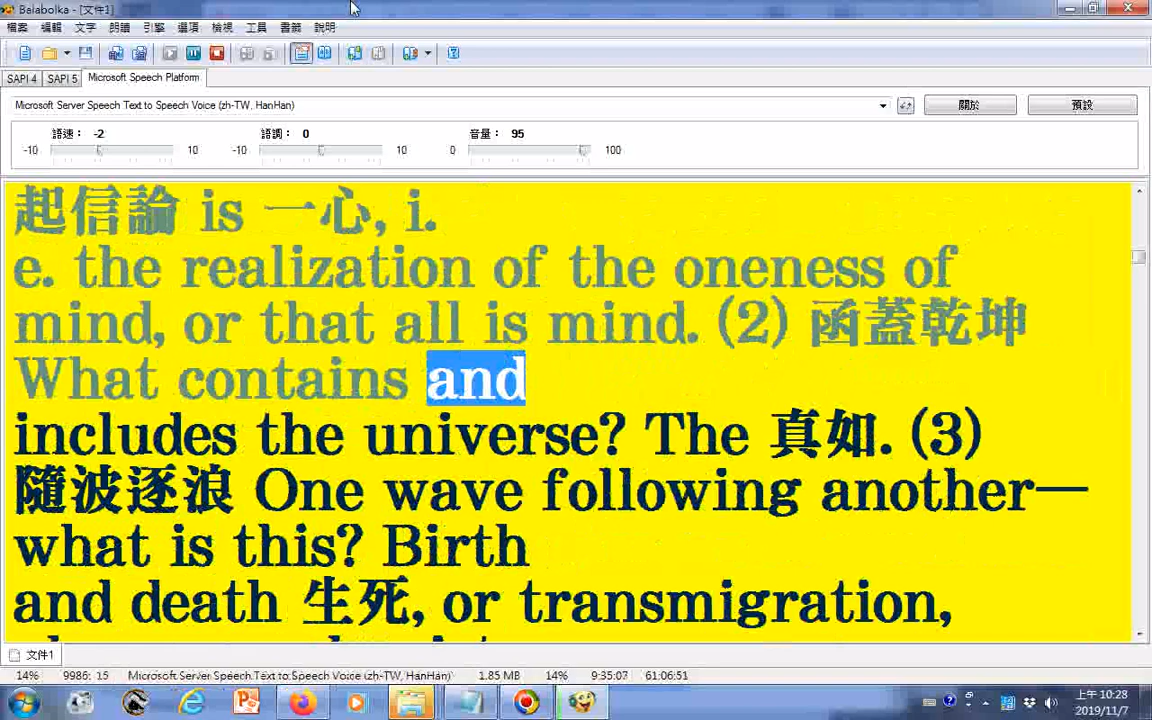 Balabolka - [文件1]
檔案 編輯 文字 朗讀 引擎 選項 檢視 工具 書籤 說明
SAPI 4 SAPI 5 Microsoft Speech Platform
Microsoft Server Speech Text to Speech Voice (zh-TW, HanHan) 關於 預設
語速： -2 語調： 0 音量： 95
-10 10 -10 10 0 100
起信論 is 一心, i.
e. the realization of the oneness of
mind, or that all is mind. (2) 函蓋乾坤
What contains and
includes the universe? The 真如. (3)
隨波逐浪 One wave following another—
what is this? Birth
and death 生死, or transmigration,
文件1
14% 9986: 15 Microsoft Server Speech Text to Speech Voice (zh-TW, HanHan) 1.85 MB 14% 9:35:07 61:06:51
上午 10:28
2019/11/7